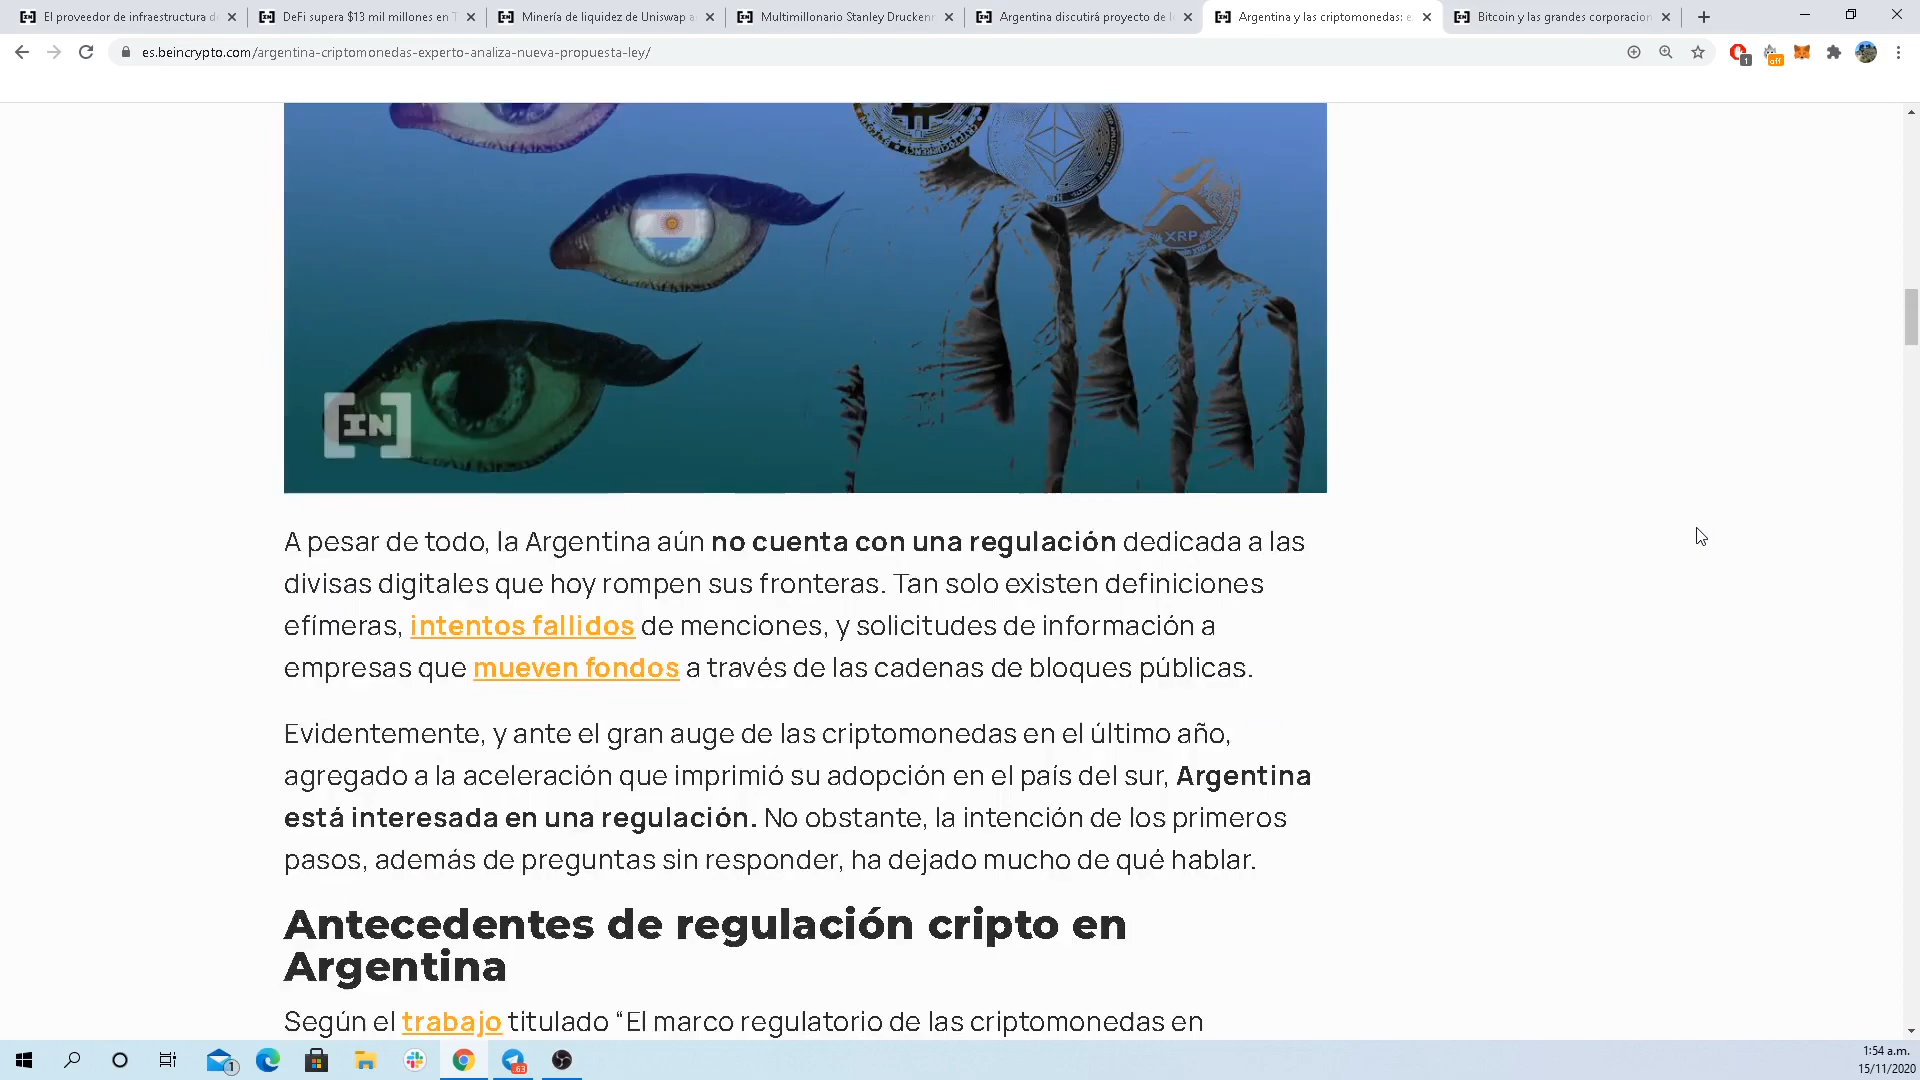 El proveedor de infraestructura d
DeFi supera $13 mil millones en T
Minería de liquidez de Uniswap a
Multimillonario Stanley Druckenm
Argentina discutirá proyecto de l
Argentina y las criptomonedas: e
Bitcoin y las grandes corporacion
es.beincrypto.com/argentina-criptomonedas-experto-analiza-nueva-propuesta-ley/
1
off
XRP
[IN]
A pesar de todo, la Argentina aún no cuenta con una regulación dedicada a las
divisas digitales que hoy rompen sus fronteras. Tan solo existen definiciones
efímeras, intentos fallidos de menciones, y solicitudes de información a
empresas que mueven fondos a través de las cadenas de bloques públicas.
Evidentemente, y ante el gran auge de las criptomonedas en el último año,
agregado a la aceleración que imprimió su adopción en el país del sur, Argentina
está interesada en una regulación. No obstante, la intención de los primeros
pasos, además de preguntas sin responder, ha dejado mucho de qué hablar.
Antecedentes de regulación cripto en
Argentina
Según el trabajo titulado “El marco regulatorio de las criptomonedas en
1
63
1:54 a.m.
15/11/2020